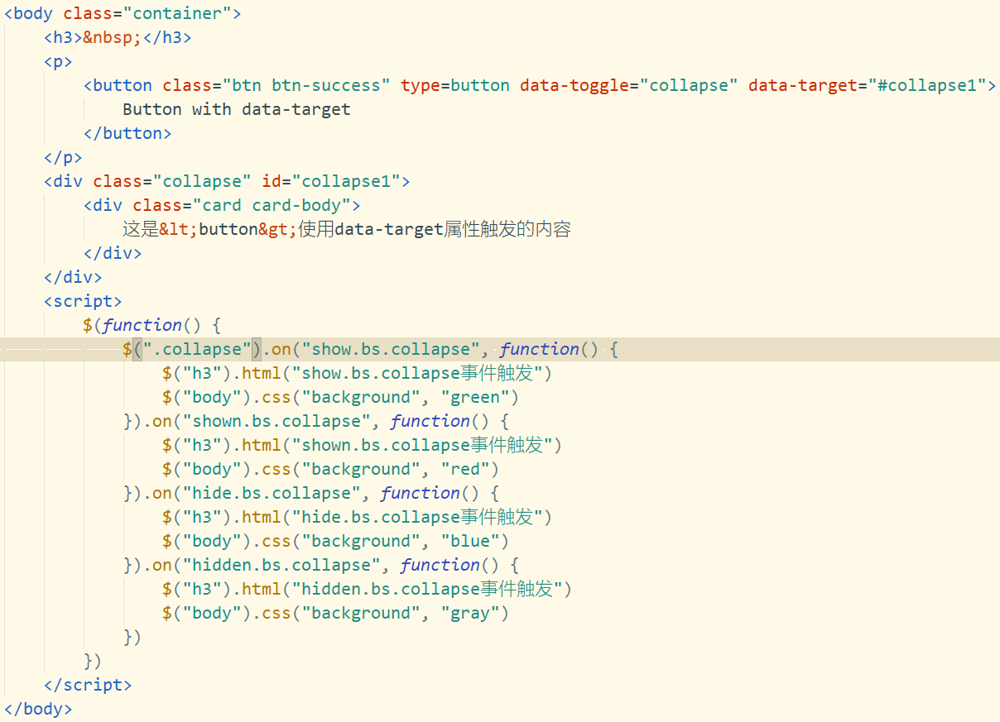 <body class="container">
    <h3>&nbsp;</h3>
    <p>
        <button class="btn btn-success" type=button data-toggle="collapse" data-target="#collapse1">
            Button with data-target
        </button>
    </p>
    <div class="collapse" id="collapse1">
        <div class="card card-body">
            这是&lt;button&gt;使用data-target属性触发的内容
        </div>
    </div>
    <script>
        $(function() {
            $(".collapse").on("show.bs.collapse", function() {
                $("h3").html("show.bs.collapse事件触发")
                $("body").css("background", "green")
            }).on("shown.bs.collapse", function() {
                $("h3").html("shown.bs.collapse事件触发")
                $("body").css("background", "red")
            }).on("hide.bs.collapse", function() {
                $("h3").html("hide.bs.collapse事件触发")
                $("body").css("background", "blue")
            }).on("hidden.bs.collapse", function() {
                $("h3").html("hidden.bs.collapse事件触发")
                $("body").css("background", "gray")
            })
        })
    </script>
</body>